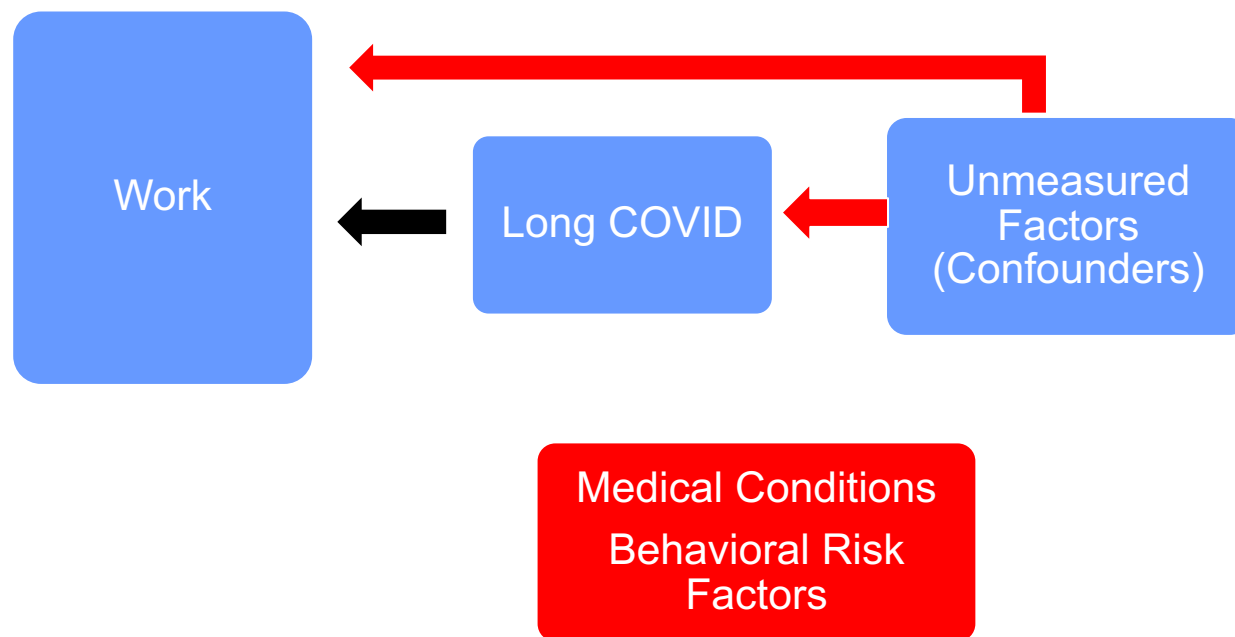 Work
Long COVID
Unmeasured
Factors
(Confounders)
Medical Conditions
Behavioral Risk
Factors